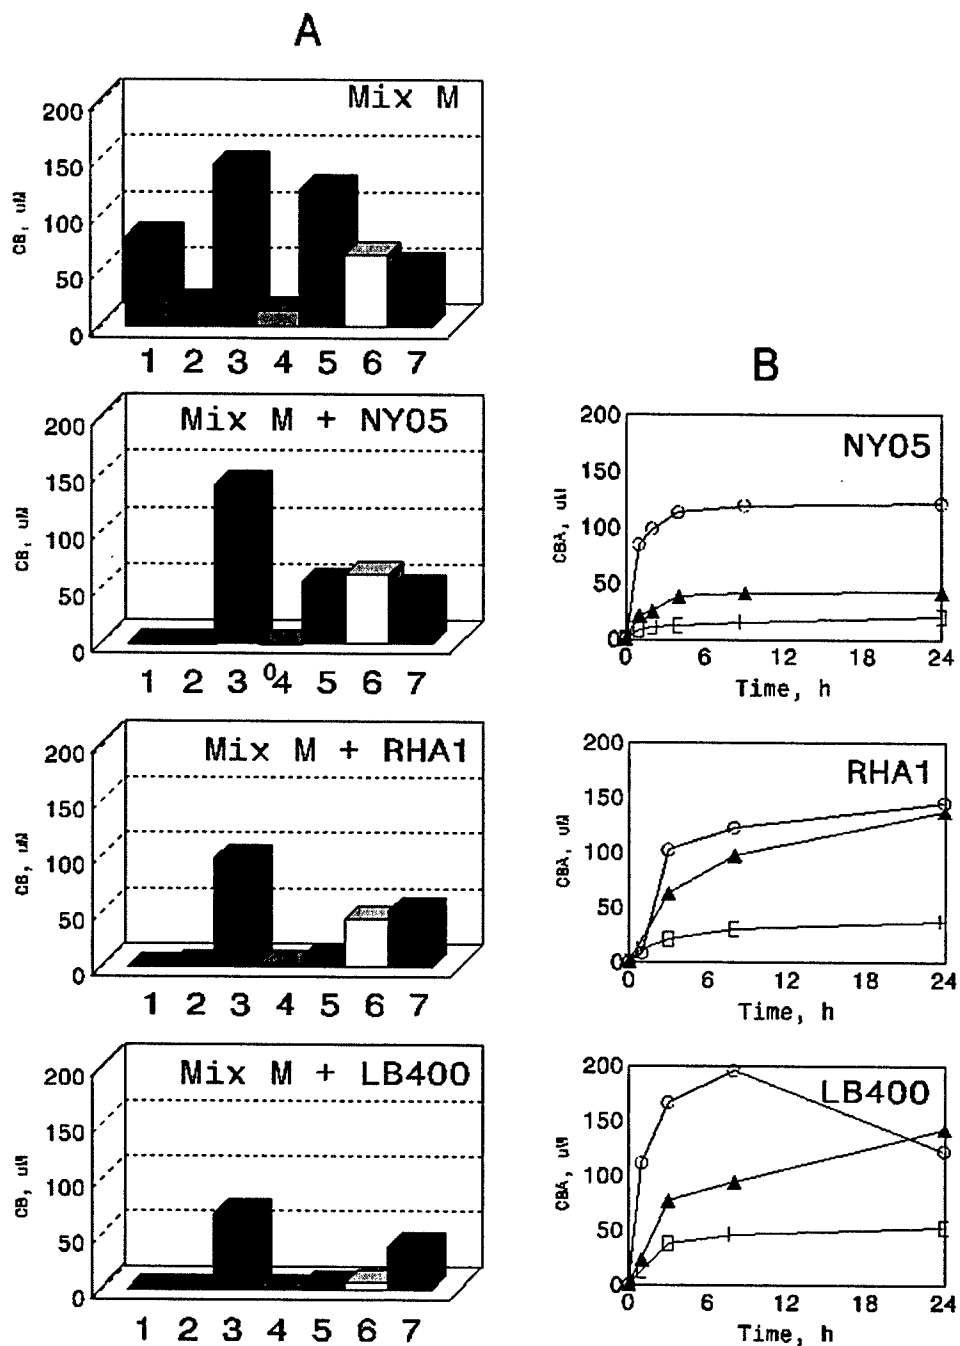 A
Mix M
200
150
100
50
0
CB, uM
1 2 3 4 5 6 7
Mix M + NY05
200
150
100
50
0
CB, uM
1 2 3 0 4 5 6 7
Mix M + RHA1
200
150
100
50
0
CB, uM
1 2 3 4 5 6 7
Mix M + LB400
200
150
100
50
0
CB, uM
1 2 3 4 5 6 7
B
NY05
200
150
100
50
0
CBA, uM
0 6 12 18 24
Time, h
RHA1
200
150
100
50
0
CBA, uM
0 6 12 18 24
Time, h
LB400
200
150
100
50
0
CBA, uM
0 6 12 18 24
Time, h